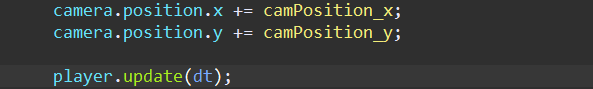 camera.position.x += camPosition_x;
camera.position.y += camPosition_y;
player.update(dt);